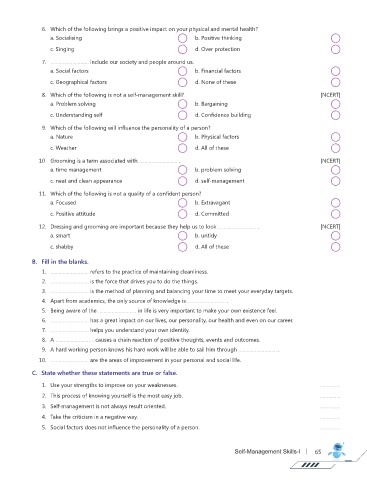 6. Which of the following brings a positive impact on your physical and mental health?
a. Socialising b. Positive thinking
c. Singing d. Over protection
7. .................... include our society and people around us.
a. Social factors b. Financial factors
c. Geographical factors d. None of these
8. Which of the following is not a self-management skill? [NCERT]
a. Problem solving b. Bargaining
c. Understanding self d. Confidence building
9. Which of the following will influence the personality of a person?
a. Nature b. Physical factors
c. Weather d. All of these
10 Grooming is a term associated with .................... . [NCERT]
a. time management b. problem solving
c. neat and clean appearance d. self-management
11. Which of the following is not a quality of a confident person?
a. Focused b. Extravagant
c. Positive attitude d. Committed
12. Dressing and grooming are important because they help us to look .................... . [NCERT]
a. smart b. untidy
c. shabby d. All of these
B. Fill in the blanks.
1. .................... refers to the practice of maintaining cleanliness.
2. .................... is the force that drives you to do the things.
3. .................... is the method of planning and balancing your time to meet your everyday targets.
4. Apart from academics, the only source of knowledge is .................... .
5. Being aware of the .................... in life is very important to make your own existence feel.
6. .................... has a great impact on our lives, our personality, our health and even on our career.
7. .................... helps you understand your own identity.
8. A .................... causes a chain reaction of positive thoughts, events and outcomes.
9. A hard working person knows his hard work will be able to sail him through .................... .
10. .................... are the areas of improvement in your personal and social life.
C. State whether these statements are true or false.
1. Use your strengths to improve on your weaknesses. ..........
2. This process of knowing yourself is the most easy job. ..........
3. Self-management is not always result oriented. ..........
4. Take the criticism in a negative way. ..........
5. Social factors does not influence the personality of a person. ..........
Self-Management Skills-I | 65